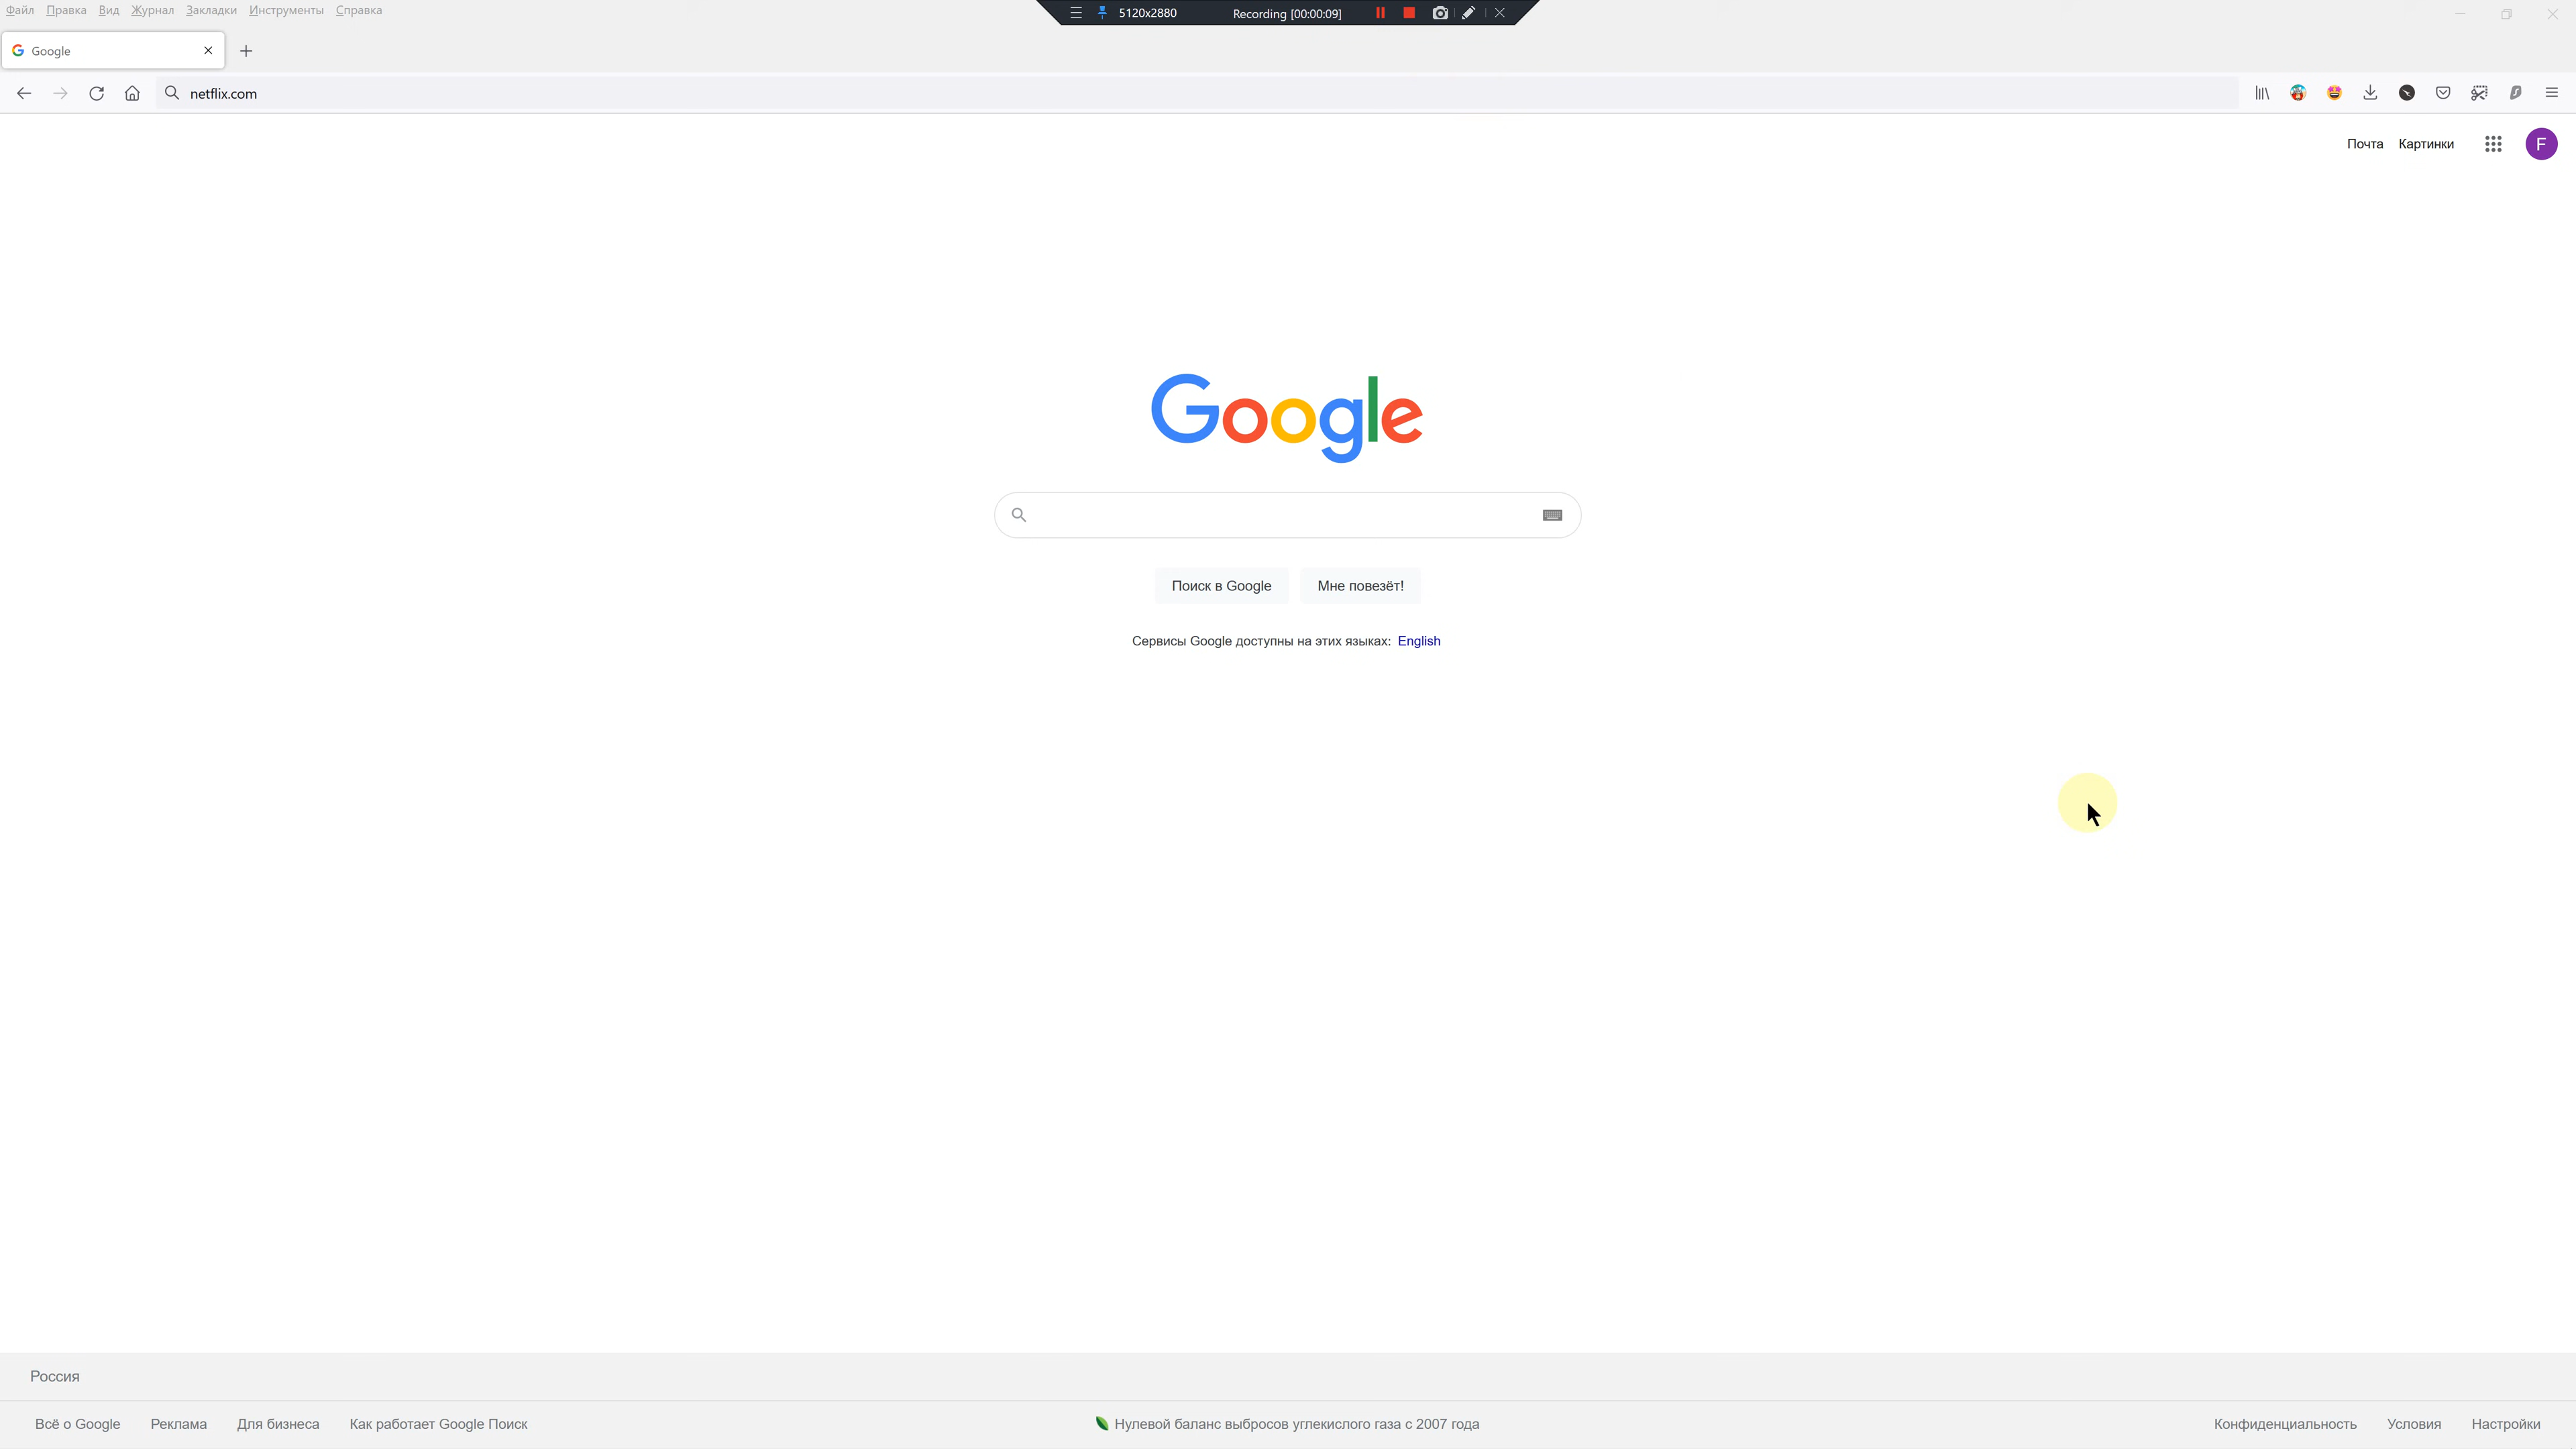 Файл Правка Вид Журнал Закладки Инструменты Справка
5120x2880 Recording [00:00:09]
Google
netflix.com
Почта Картинки F
Google
Поиск в Google Мне повезёт!
Сервисы Google доступны на этих языках: English
Россия
Всё о Google Реклама Для бизнеса Как работает Google Поиск Нулевой баланс выбросов углекислого газа с 2007 года Конфиденциальность Условия Настройки